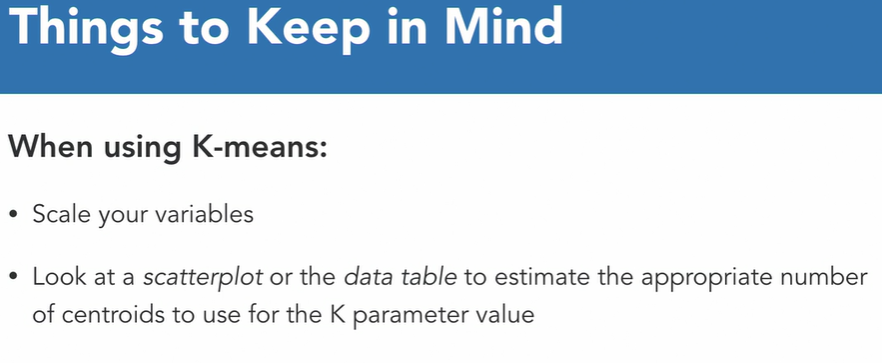 Things to Keep in Mind
When using K-means:
• Scale your variables
• Look at a scatterplot or the data table to estimate the appropriate number
of centroids to use for the K parameter value